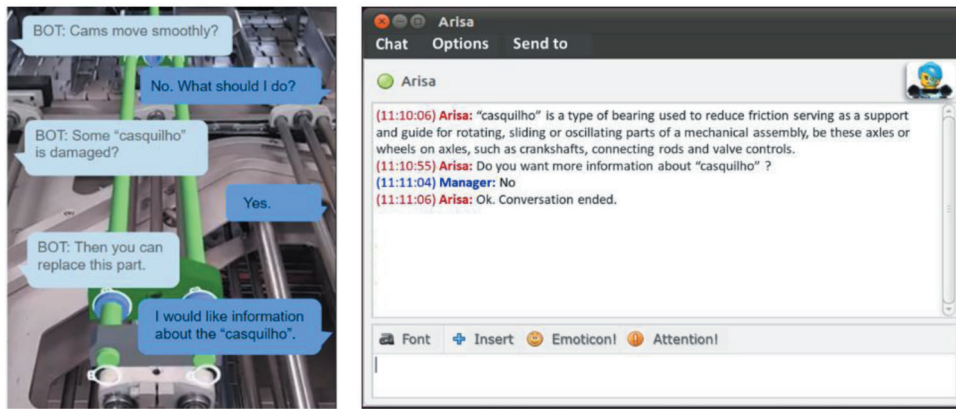 BOT: Cams move smoothly?
No. What should I do?
BOT: Some “casquilho”
is damaged?
Yes.
BOT: Then you can
replace this part.
I would like information
about the “casquilho”.
Arisa
Chat Options Send to
Arisa
(11:10:06) Arisa: “casquilho” is a type of bearing used to reduce friction serving as a support
and guide for rotating, sliding or oscillating parts of a mechanical assembly, be these axles or
wheels on axles, such as crankshafts, connecting rods and valve controls.
(11:10:55) Arisa: Do you want more information about “casquilho” ?
(11:11:04) Manager: No
(11:11:06) Arisa: Ok. Conversation ended.
Font Insert Emoticon! Attention!